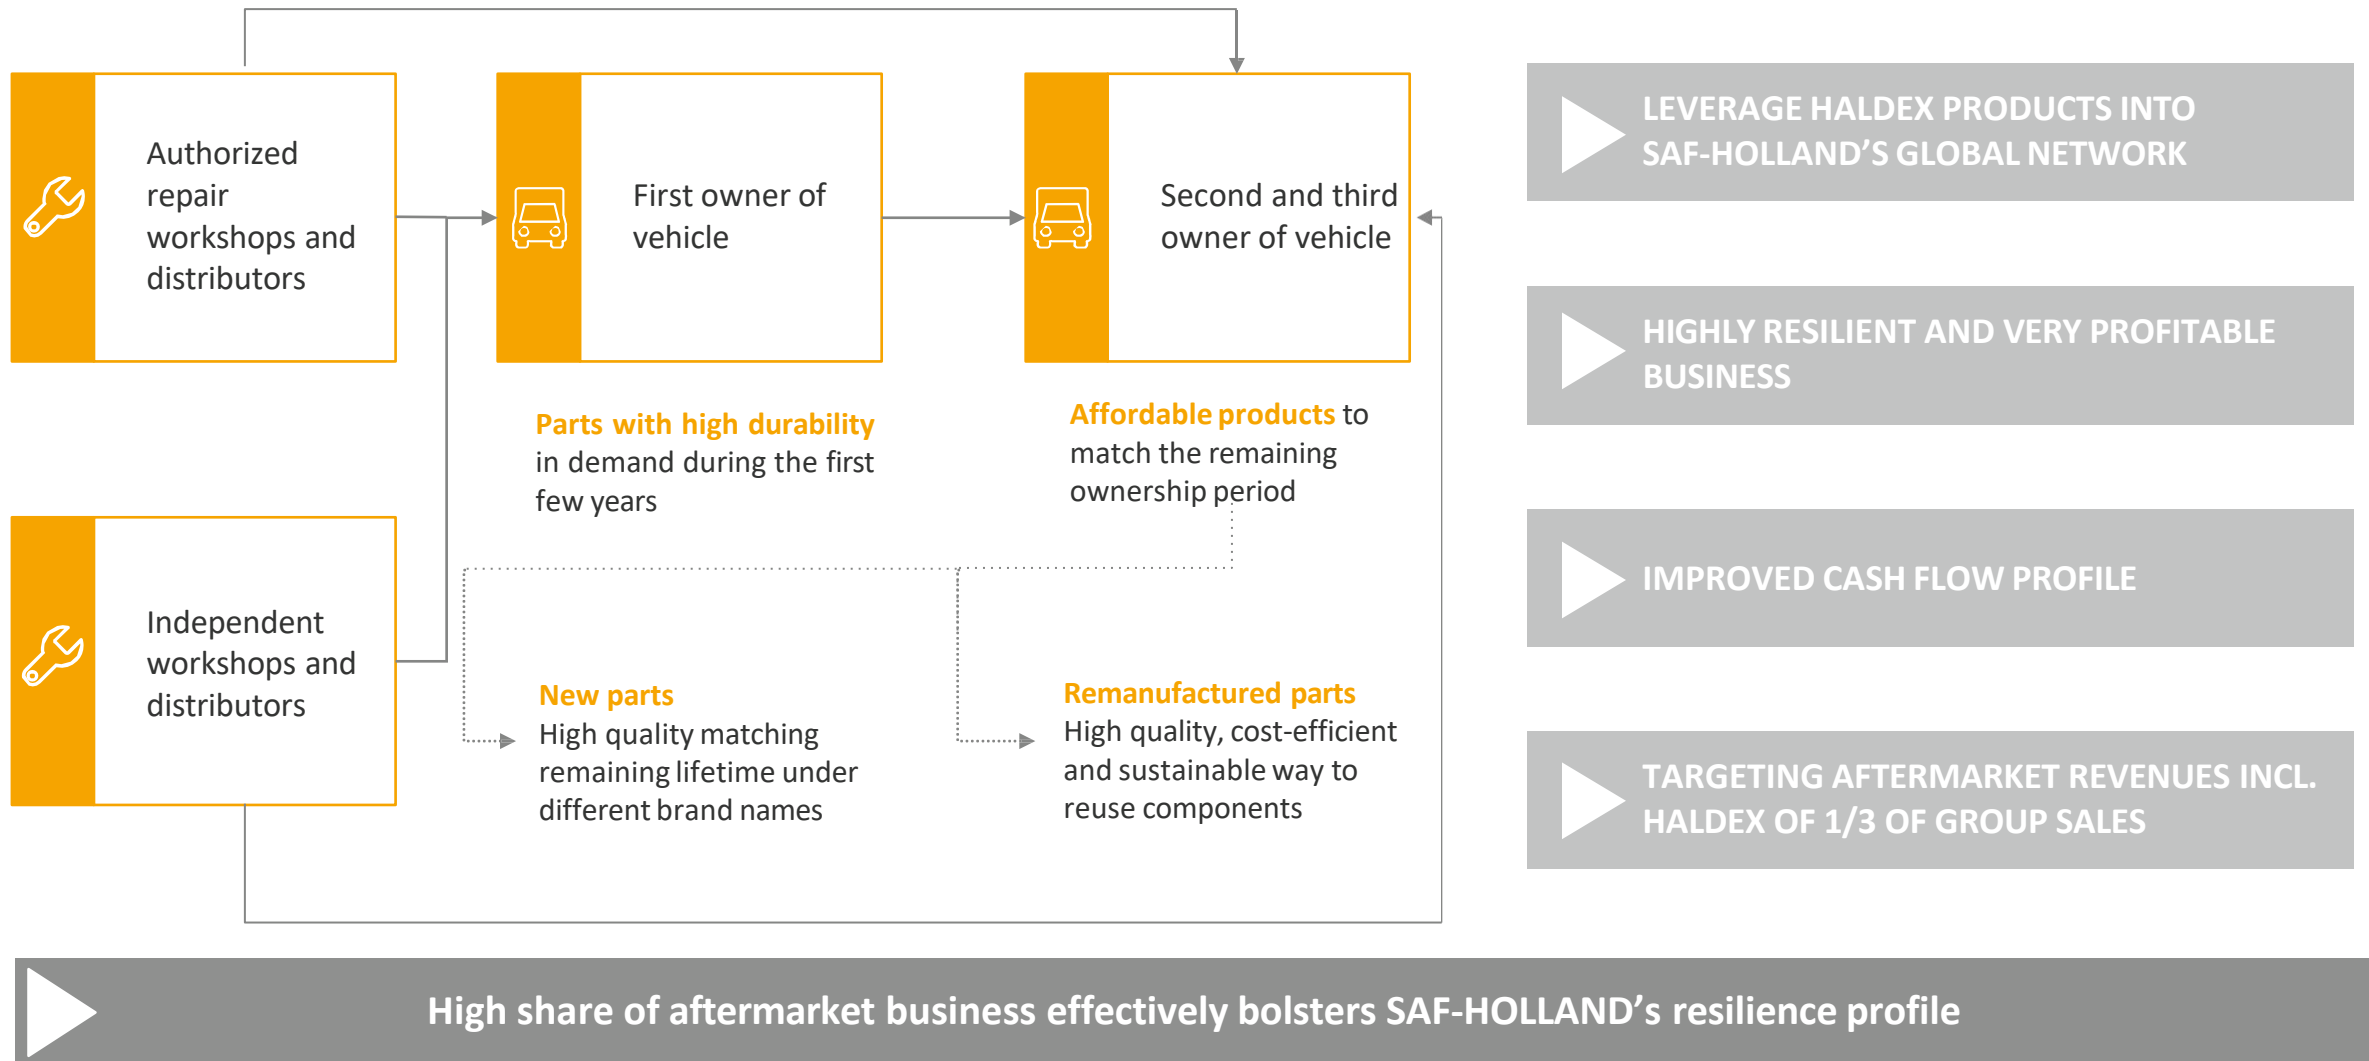 Authorized
repair
workshops and
distributors
First owner of
vehicle
Second and third
owner of vehicle
Parts with high durability
in demand during the first
few years
Affordable products to
match the remaining
ownership period
Independent
workshops and
distributors
New parts
High quality matching
remaining lifetime under
different brand names
Remanufactured parts
High quality, cost-efficient
and sustainable way to
reuse components
LEVERAGE HALDEX PRODUCTS INTO
SAF-HOLLAND’S GLOBAL NETWORK
HIGHLY RESILIENT AND VERY PROFITABLE
BUSINESS
IMPROVED CASH FLOW PROFILE
TARGETING AFTERMARKET REVENUES INCL.
HALDEX OF 1/3 OF GROUP SALES
High share of aftermarket business effectively bolsters SAF-HOLLAND’s resilience profile